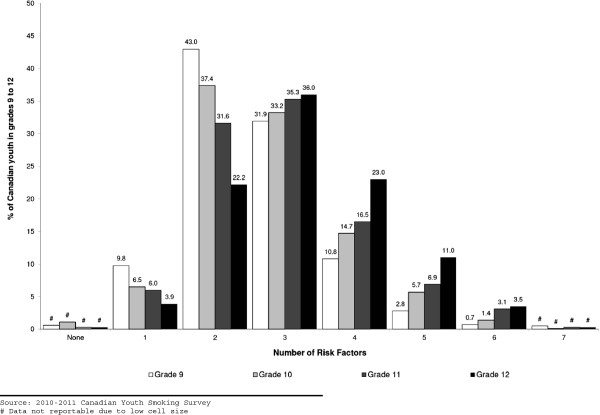 % of Canadian youth in grades 9 to 12
50
45
40
35
30
25
20
15
10
5
0
# # # #
9.8 6.5 6.0 3.9
43.0 37.4 31.6 22.2
31.9 33.2 35.3 36.0
10.8 14.7 16.5 23.0
2.8 5.7 6.9 11.0
0.7 1.4 3.1 3.5
# # # #
None 1 2 3 4 5 6 7
Number of Risk Factors
Grade 9 Grade 10 Grade 11 Grade 12
Source: 2010-2011 Canadian Youth Smoking Survey
# Data not reportable due to low cell size